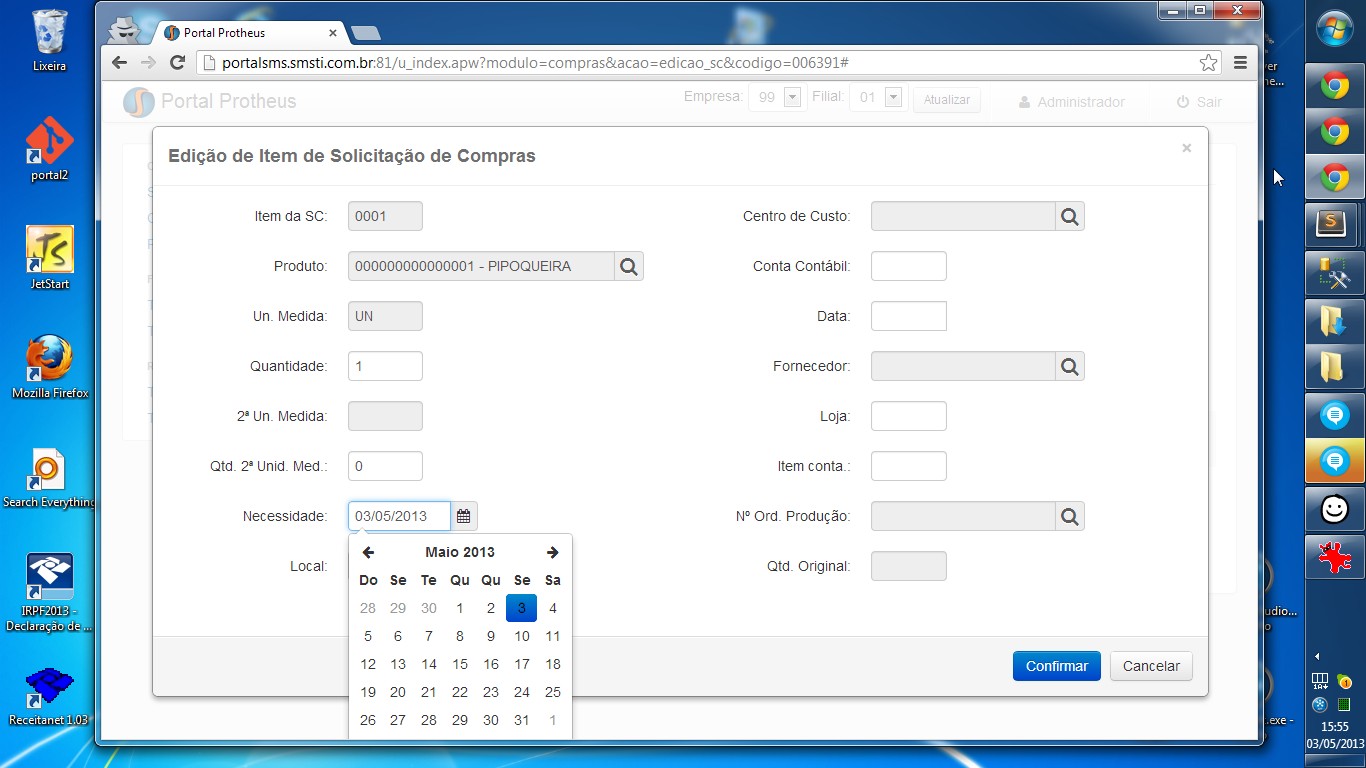 Lixeira
portal2
JetStart
Mozilla Firefox
Search Everything
IRPF2013 -
Declaração de ...
Receitanet 1.03
Portal Protheus
portalsms.smsti.com.br:81/u_index.apw?modulo=compras&acao=edicao_sc&codigo=006391#
Portal Protheus
Empresa: 99 Filial: 01 Atualizar Administrador Sair
Edição de Item de Solicitação de Compras ×
Item da SC: 0001
Produto: 000000000000001 - PIPOQUEIRA
Un. Medida: UN
Quantidade: 1
2ª Un. Medida:
Qtd. 2ª Unid. Med.: 0
Necessidade: 03/05/2013
Local:
Maio 2013
Do Se Te Qu Qu Se Sa
28 29 30 1 2 3 4
5 6 7 8 9 10 11
12 13 14 15 16 17 18
19 20 21 22 23 24 25
26 27 28 29 30 31 1
Centro de Custo:
Conta Contábil:
Data:
Fornecedor:
Loja:
Item conta.:
Nº Ord. Produção:
Qtd. Original:
Confirmar Cancelar
15:55
03/05/2013